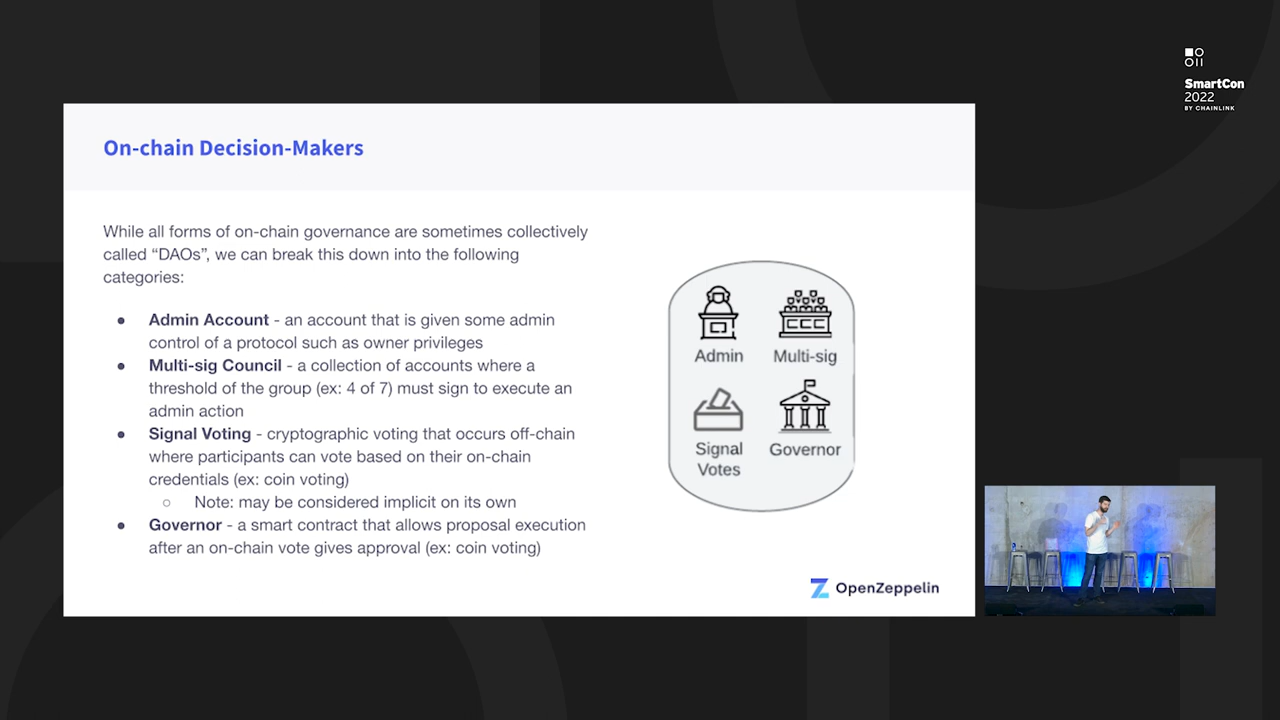 SmartCon
2022
BY CHAINLINK
On-chain Decision-Makers
While all forms of on-chain governance are sometimes collectively
called “DAOs”, we can break this down into the following
categories:
● Admin Account - an account that is given some admin
control of a protocol such as owner privileges
● Multi-sig Council - a collection of accounts where a
threshold of the group (ex: 4 of 7) must sign to execute an
admin action
● Signal Voting - cryptographic voting that occurs off-chain
where participants can vote based on their on-chain
credentials (ex: coin voting)
○ Note: may be considered implicit on its own
● Governor - a smart contract that allows proposal execution
after an on-chain vote gives approval (ex: coin voting)
Admin
Multi-sig
Signal
Votes
Governor
OpenZeppelin